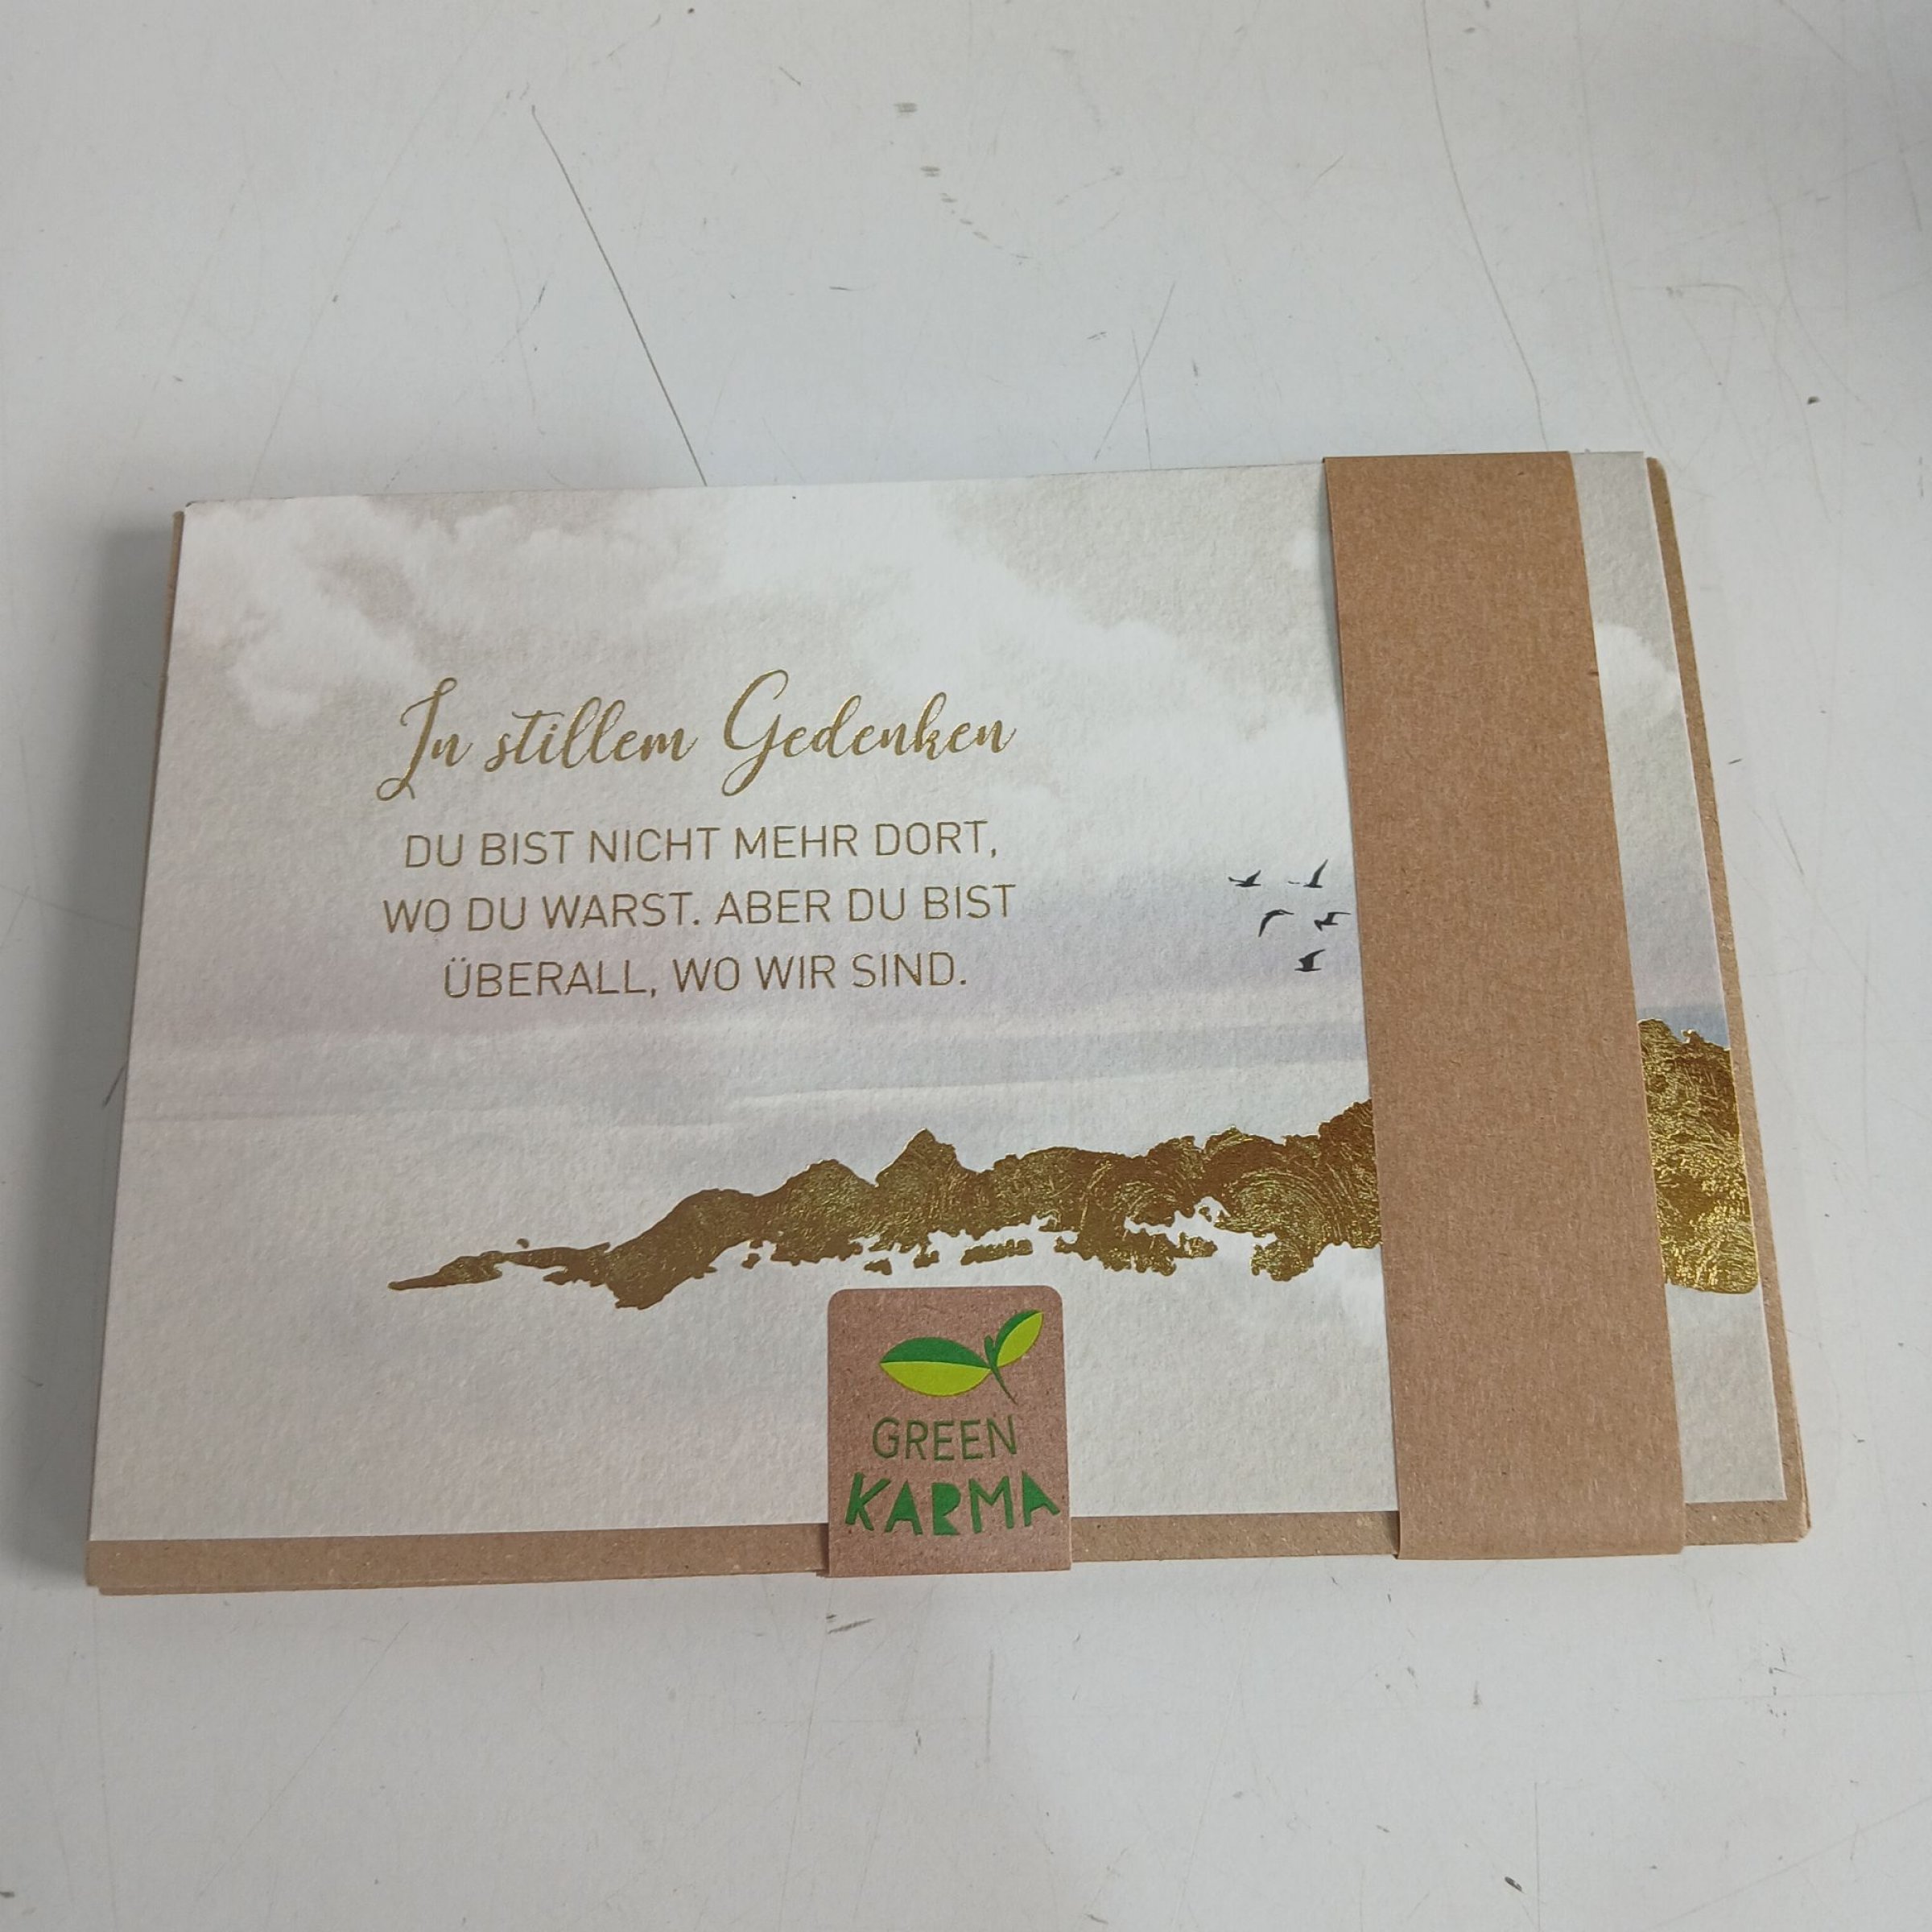 In stillem Gedenken
DU BIST NICHT MEHR DORT,
WO DU WARST. ABER DU BIST
ÜBERALL, WO WIR SIND.
GREEN
KARMA